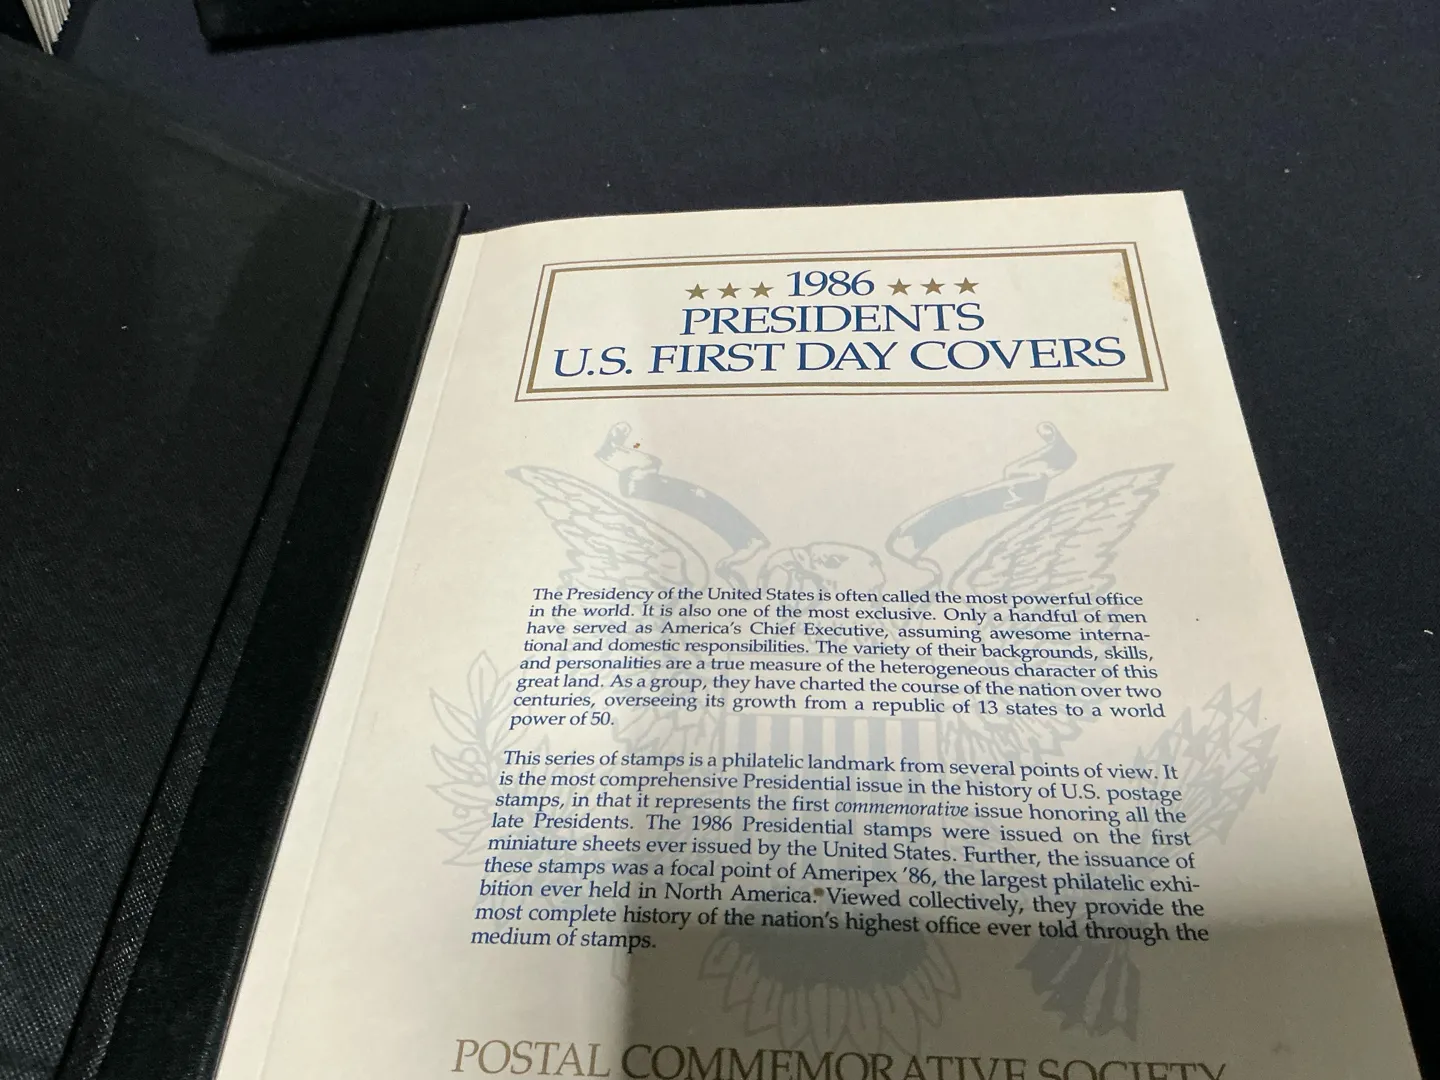 ★ ★ ★ 1986 ★ ★ ★
PRESIDENTS
U.S. FIRST DAY COVERS
The Presidency of the United States is often called the most powerful office
in the world. It is also one of the most exclusive. Only a handful of men
have served as America's Chief Executive, assuming awesome interna-
tional and domestic responsibilities. The variety of their backgrounds, skills,
and personalities are a true measure of the heterogeneous character of this
great land. As a group, they have charted the course of the nation over two
centuries, overseeing its growth from a republic of 13 states to a world
power of 50.
This series of stamps is a philatelic landmark from several points of view. It
is the most comprehensive Presidential issue in the history of U.S. postage
stamps, in that it represents the first commemorative issue honoring all the
late Presidents. The 1986 Presidential stamps were issued on the first
miniature sheets ever issued by the United States. Further, the issuance of
these stamps was a focal point of Ameripex '86, the largest philatelic exhi-
bition ever held in North America. Viewed collectively, they provide the
most complete history of the nation's highest office ever told through the
medium of stamps.
POSTAL COMMEMORATIVE SOCIETY